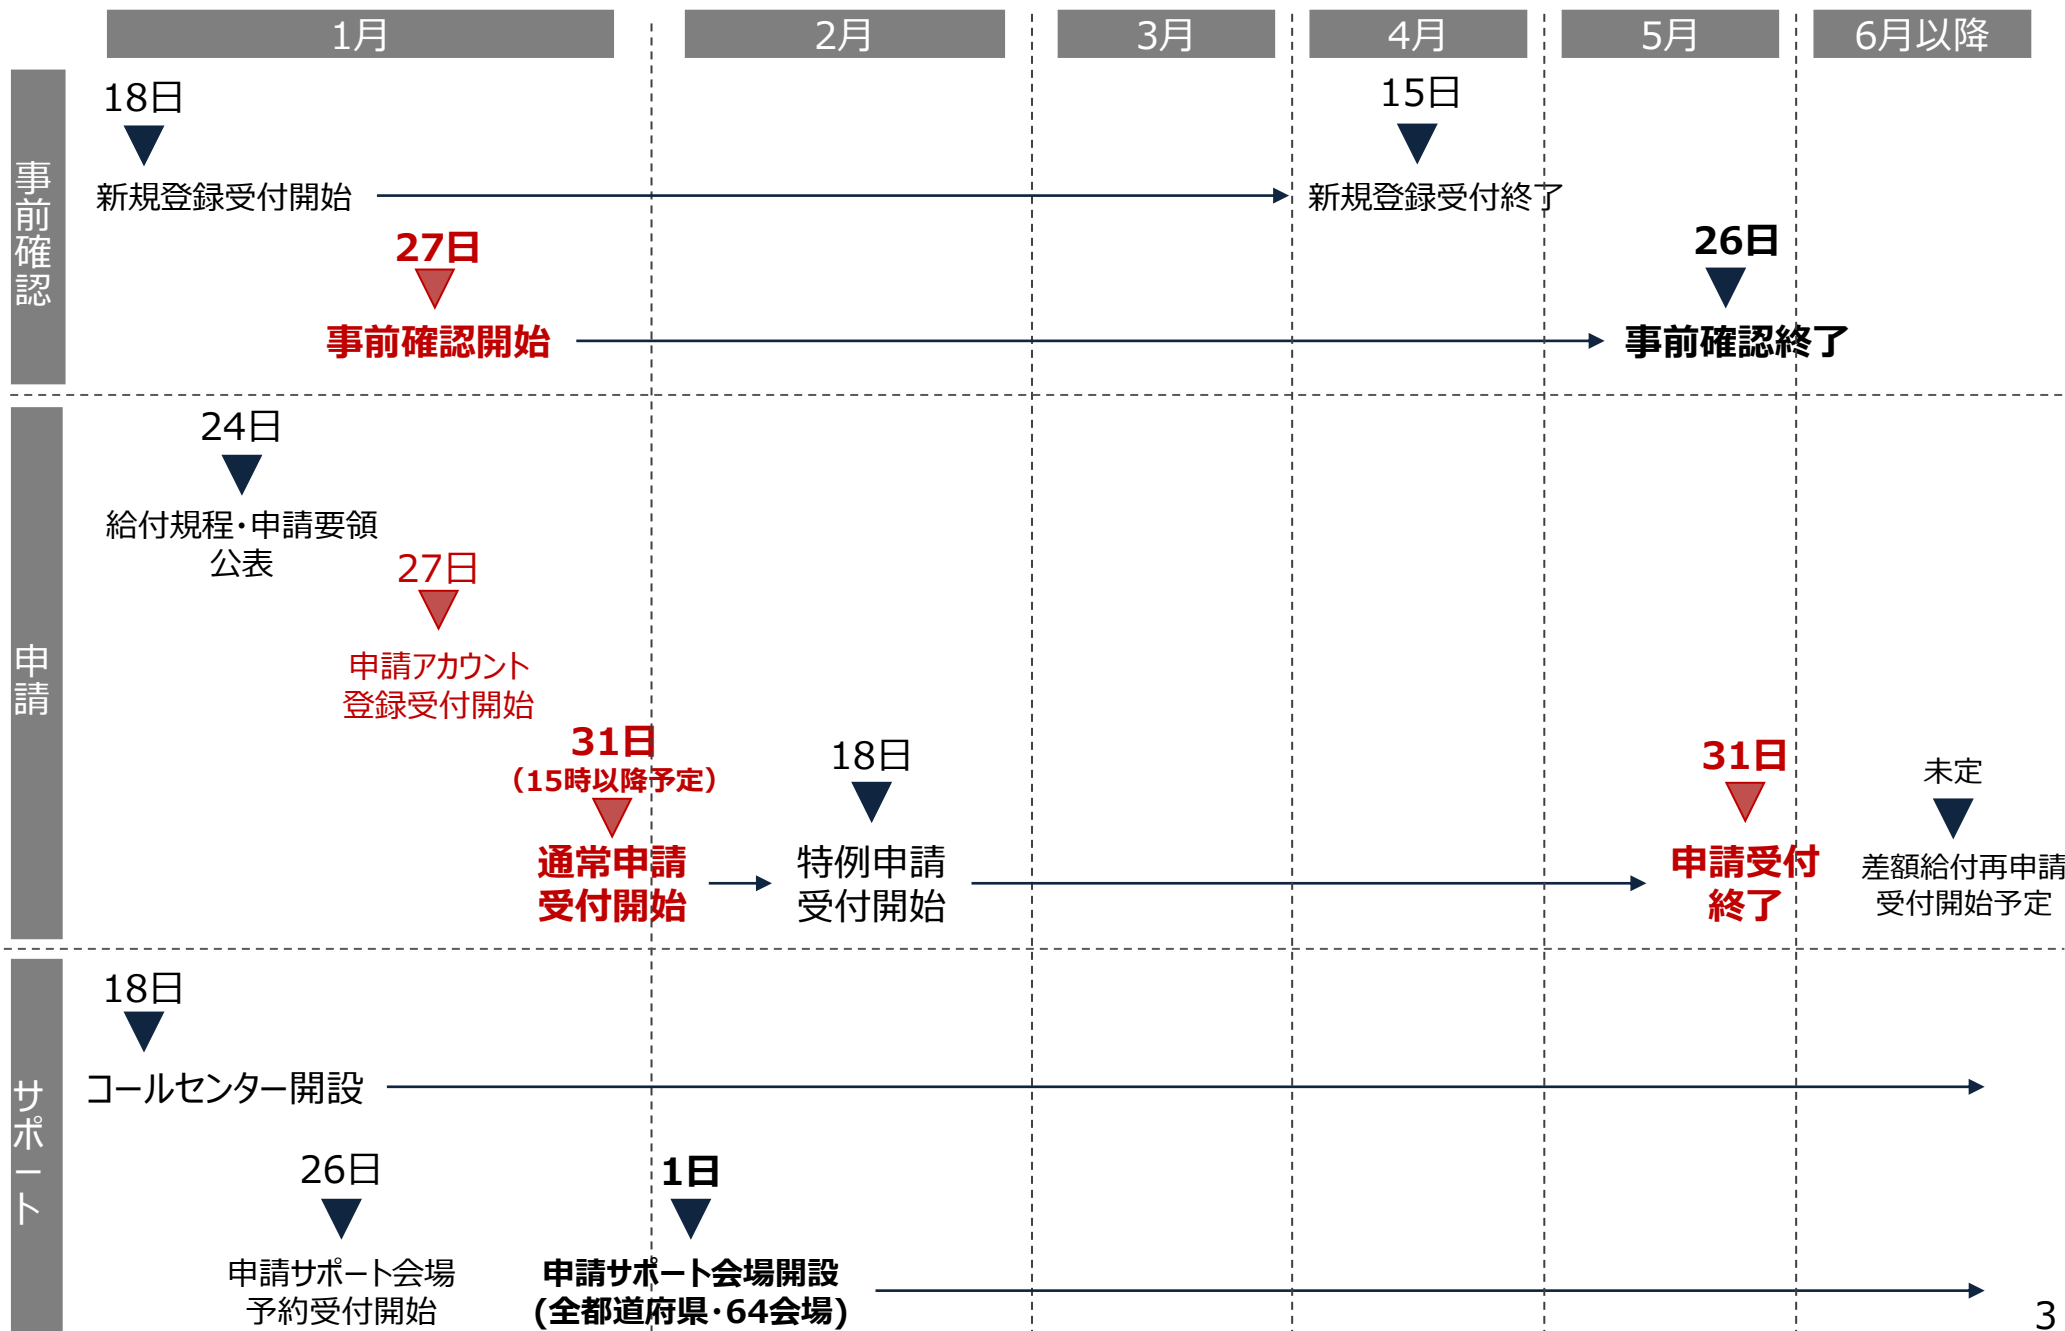 1月
2月
3月
4月
5月
6月以降
事前確認
18日
新規登録受付開始
15日
新規登録受付終了
27日
事前確認開始
26日
事前確認終了
申請
24日
給付規程・申請要領
公表
27日
申請アカウント
登録受付開始
31日
（15時以降予定）
通常申請
受付開始
18日
特例申請
受付開始
31日
申請受付
終了
未定
差額給付再申請
受付開始予定
サポート
18日
コールセンター開設
26日
申請サポート会場
予約受付開始
1日
申請サポート会場開設
(全都道府県・64会場)
3